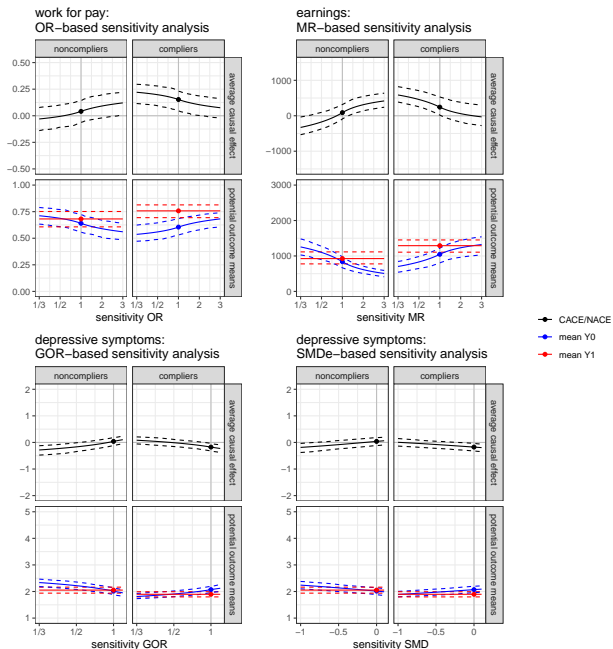 work for pay:
OR−based sensitivity analysis
noncompliers
compliers
0.50
0.25
0.00
−0.25
−0.50
average causal effect
1.00
0.75
0.50
0.25
0.00
potential outcome means
1/3 1/2 1 2 3 1/3 1/2 1 2 3
sensitivity OR
earnings:
MR−based sensitivity analysis
noncompliers
compliers
1000
0
−1000
average causal effect
3000
2000
1000
0
potential outcome means
1/3 1/2 1 2 3 1/3 1/2 1 2 3
sensitivity MR
CACE/NACE
mean Y0
mean Y1
depressive symptoms:
GOR−based sensitivity analysis
noncompliers
compliers
2
1
0
−1
−2
average causal effect
5
4
3
2
1
potential outcome means
1/3 1/2 1 1/3 1/2 1
sensitivity GOR
depressive symptoms:
SMDe−based sensitivity analysis
noncompliers
compliers
2
1
0
−1
−2
average causal effect
5
4
3
2
1
potential outcome means
−1 −0.5 0 −1 −0.5 0
sensitivity SMD